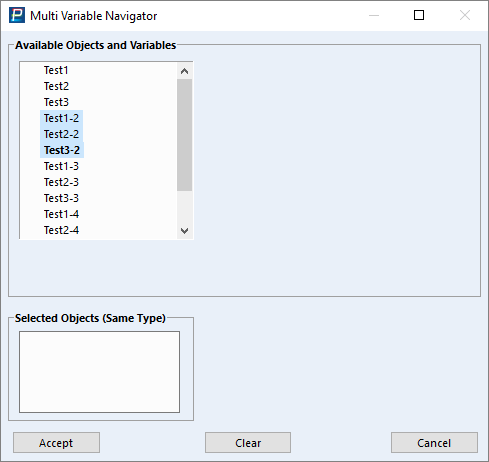 Multi Variable Navigator
Available Objects and Variables
Test1
Test2
Test3
Test1-2
Test2-2
Test3-2
Test1-3
Test2-3
Test3-3
Test1-4
Test2-4
Selected Objects (Same Type)
Accept Clear Cancel